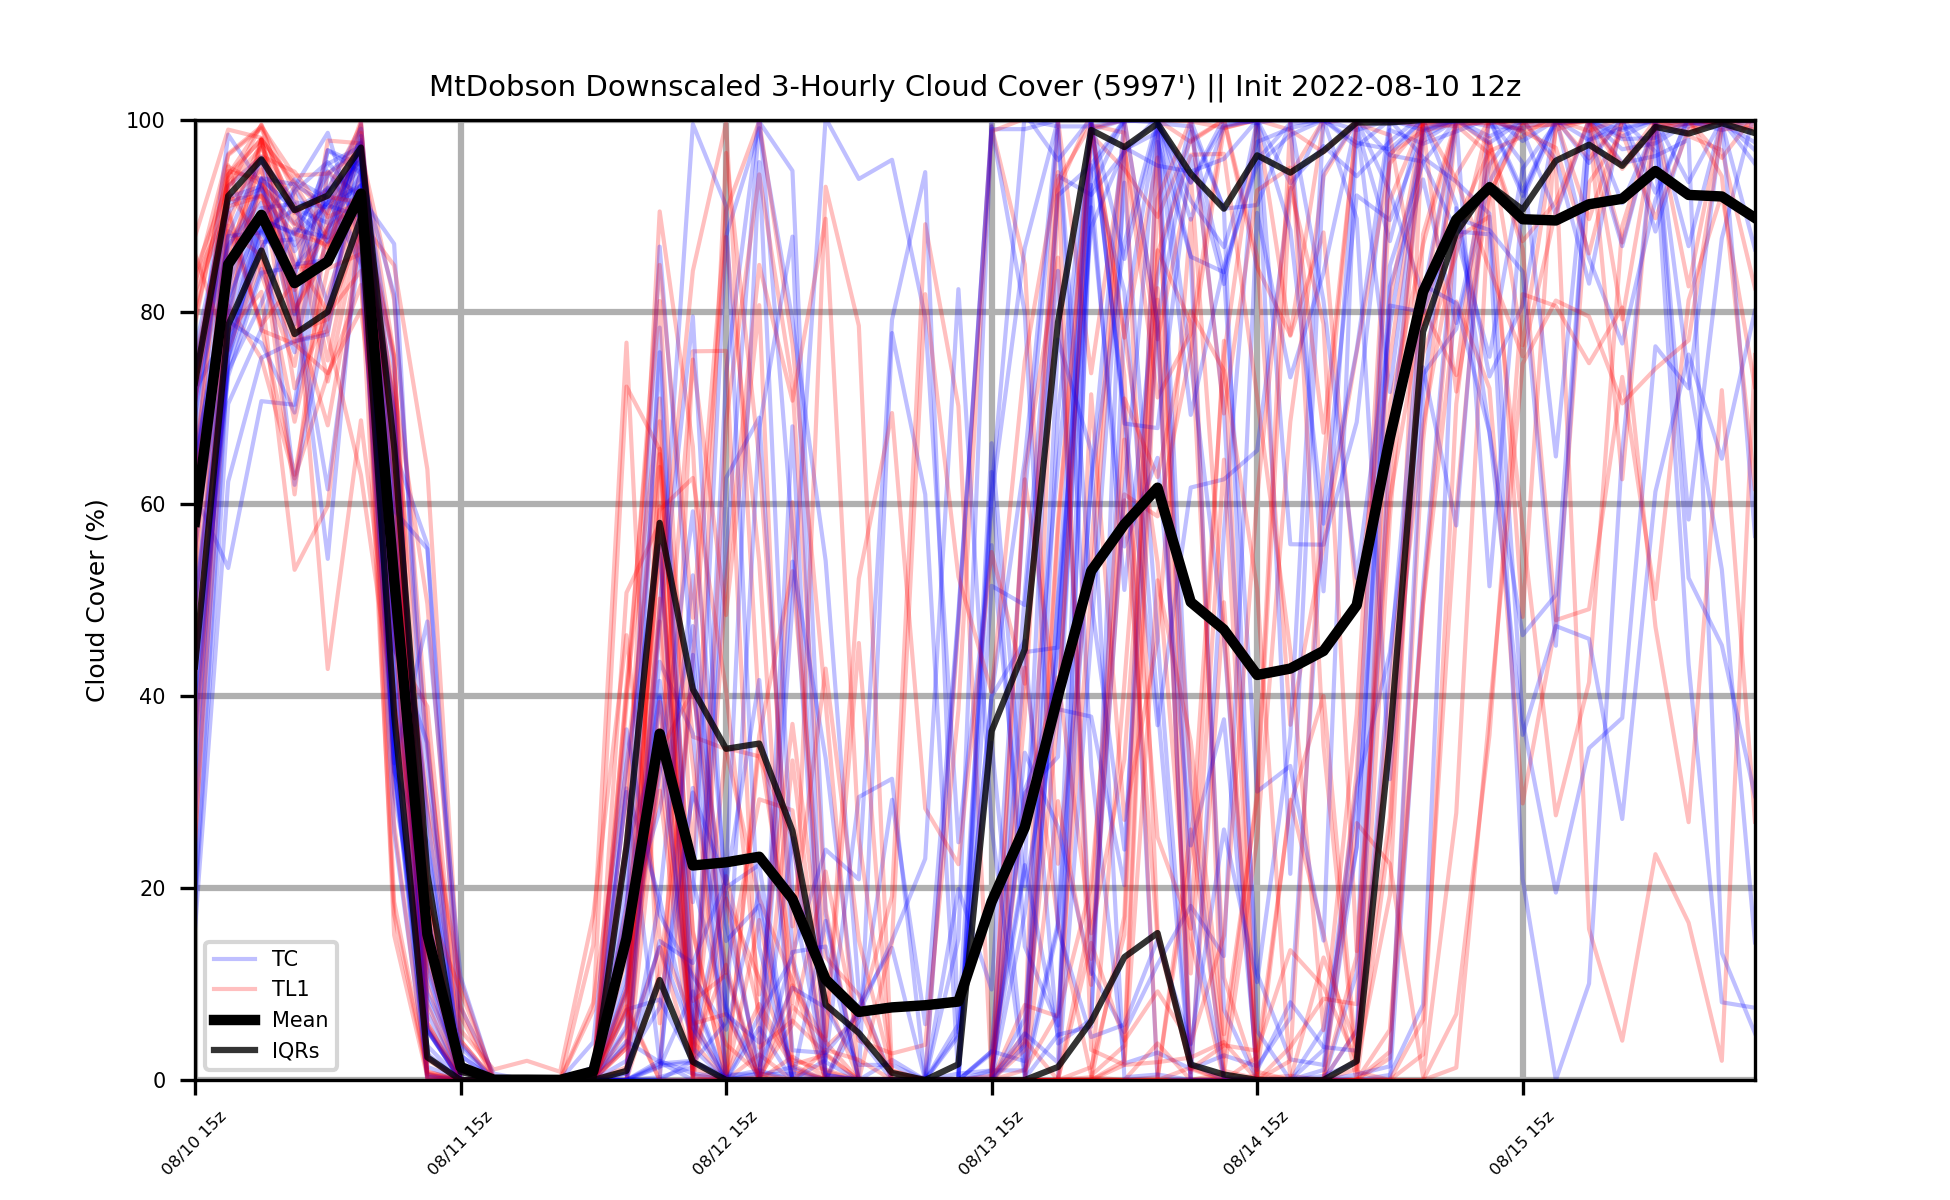 MtDobson Downscaled 3-Hourly Cloud Cover (5997') || Init 2022-08-10 12z
100
80
60
40
20
0
Cloud Cover (%)
TC
TL1
Mean
IQRs
08/10 15z
08/11 15z
08/12 15z
08/13 15z
08/14 15z
08/15 15z